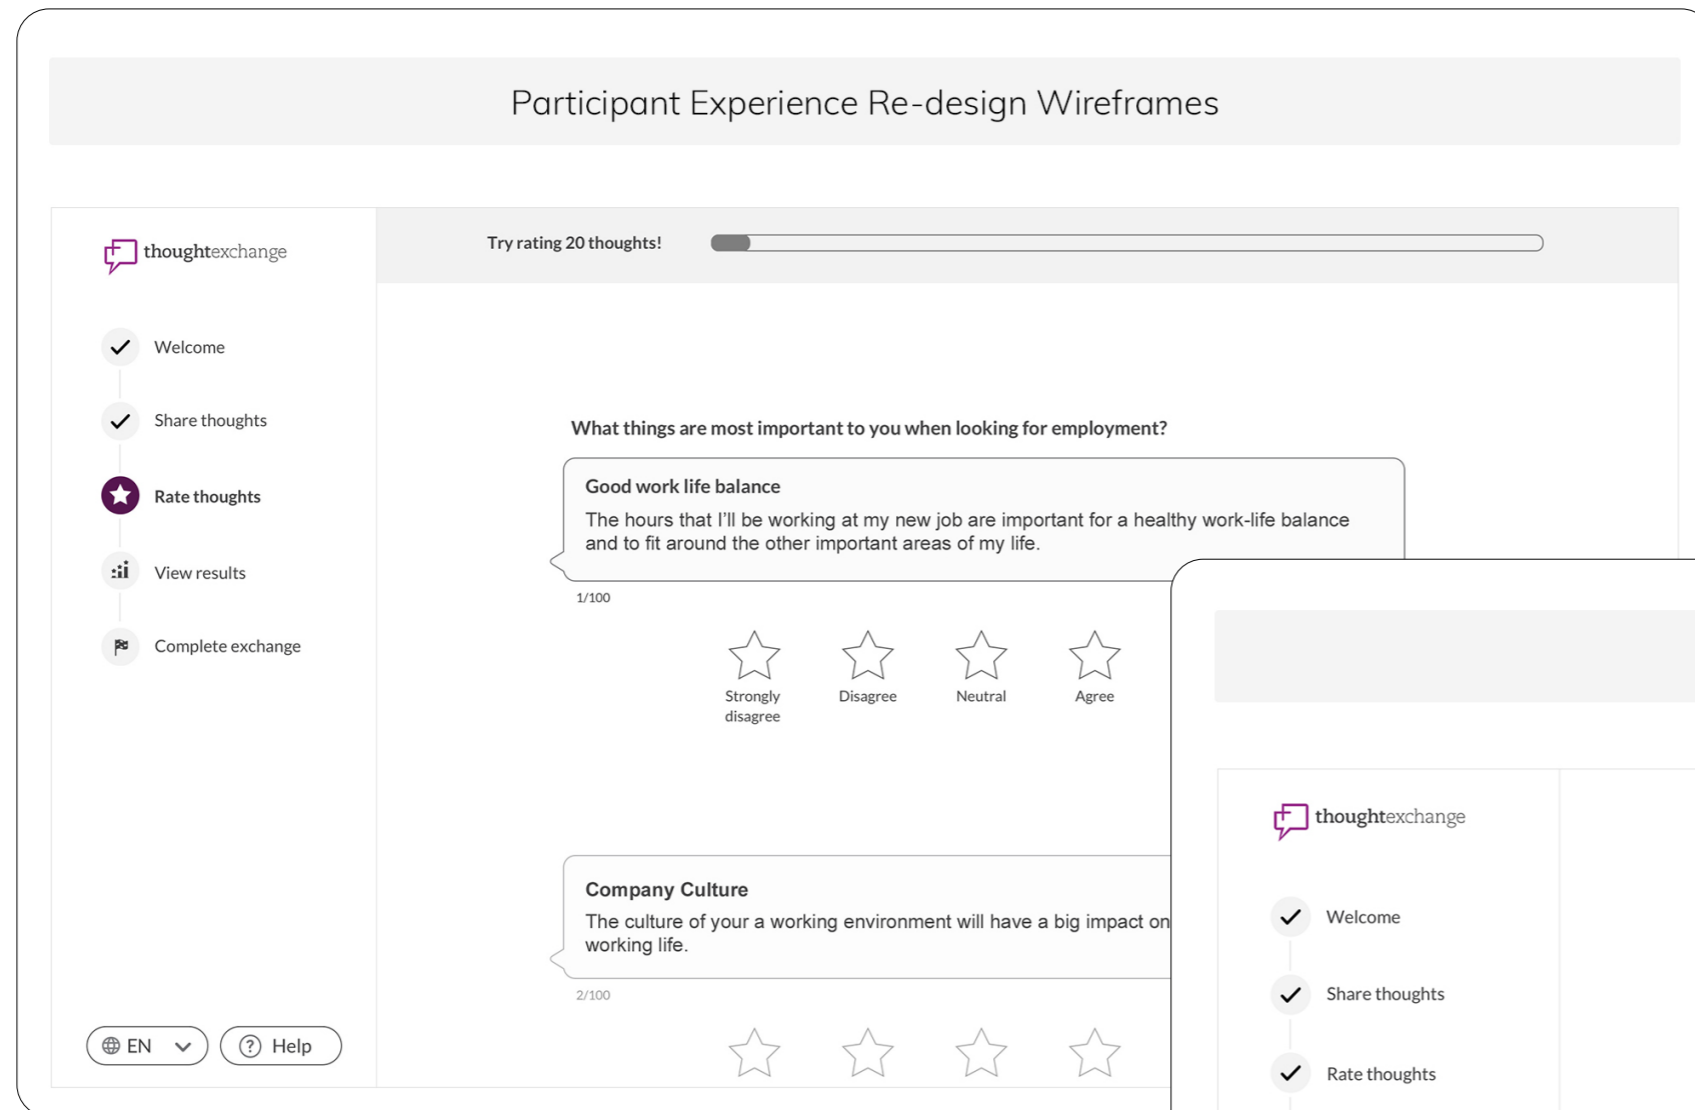 Participant Experience Re-design Wireframes
thoughtexchange
Try rating 20 thoughts!
Welcome
Share thoughts
Rate thoughts
View results
Complete exchange
EN
Help
What things are most important to you when looking for employment?
Good work life balance
The hours that I'll be working at my new job are important for a healthy work-life balance
and to fit around the other important areas of my life.
1/100
Strongly
disagree
Disagree
Neutral
Agree
Company Culture
The culture of your a working environment will have a big impact on
working life.
2/100
thoughtexchange
Welcome
Share thoughts
Rate thoughts